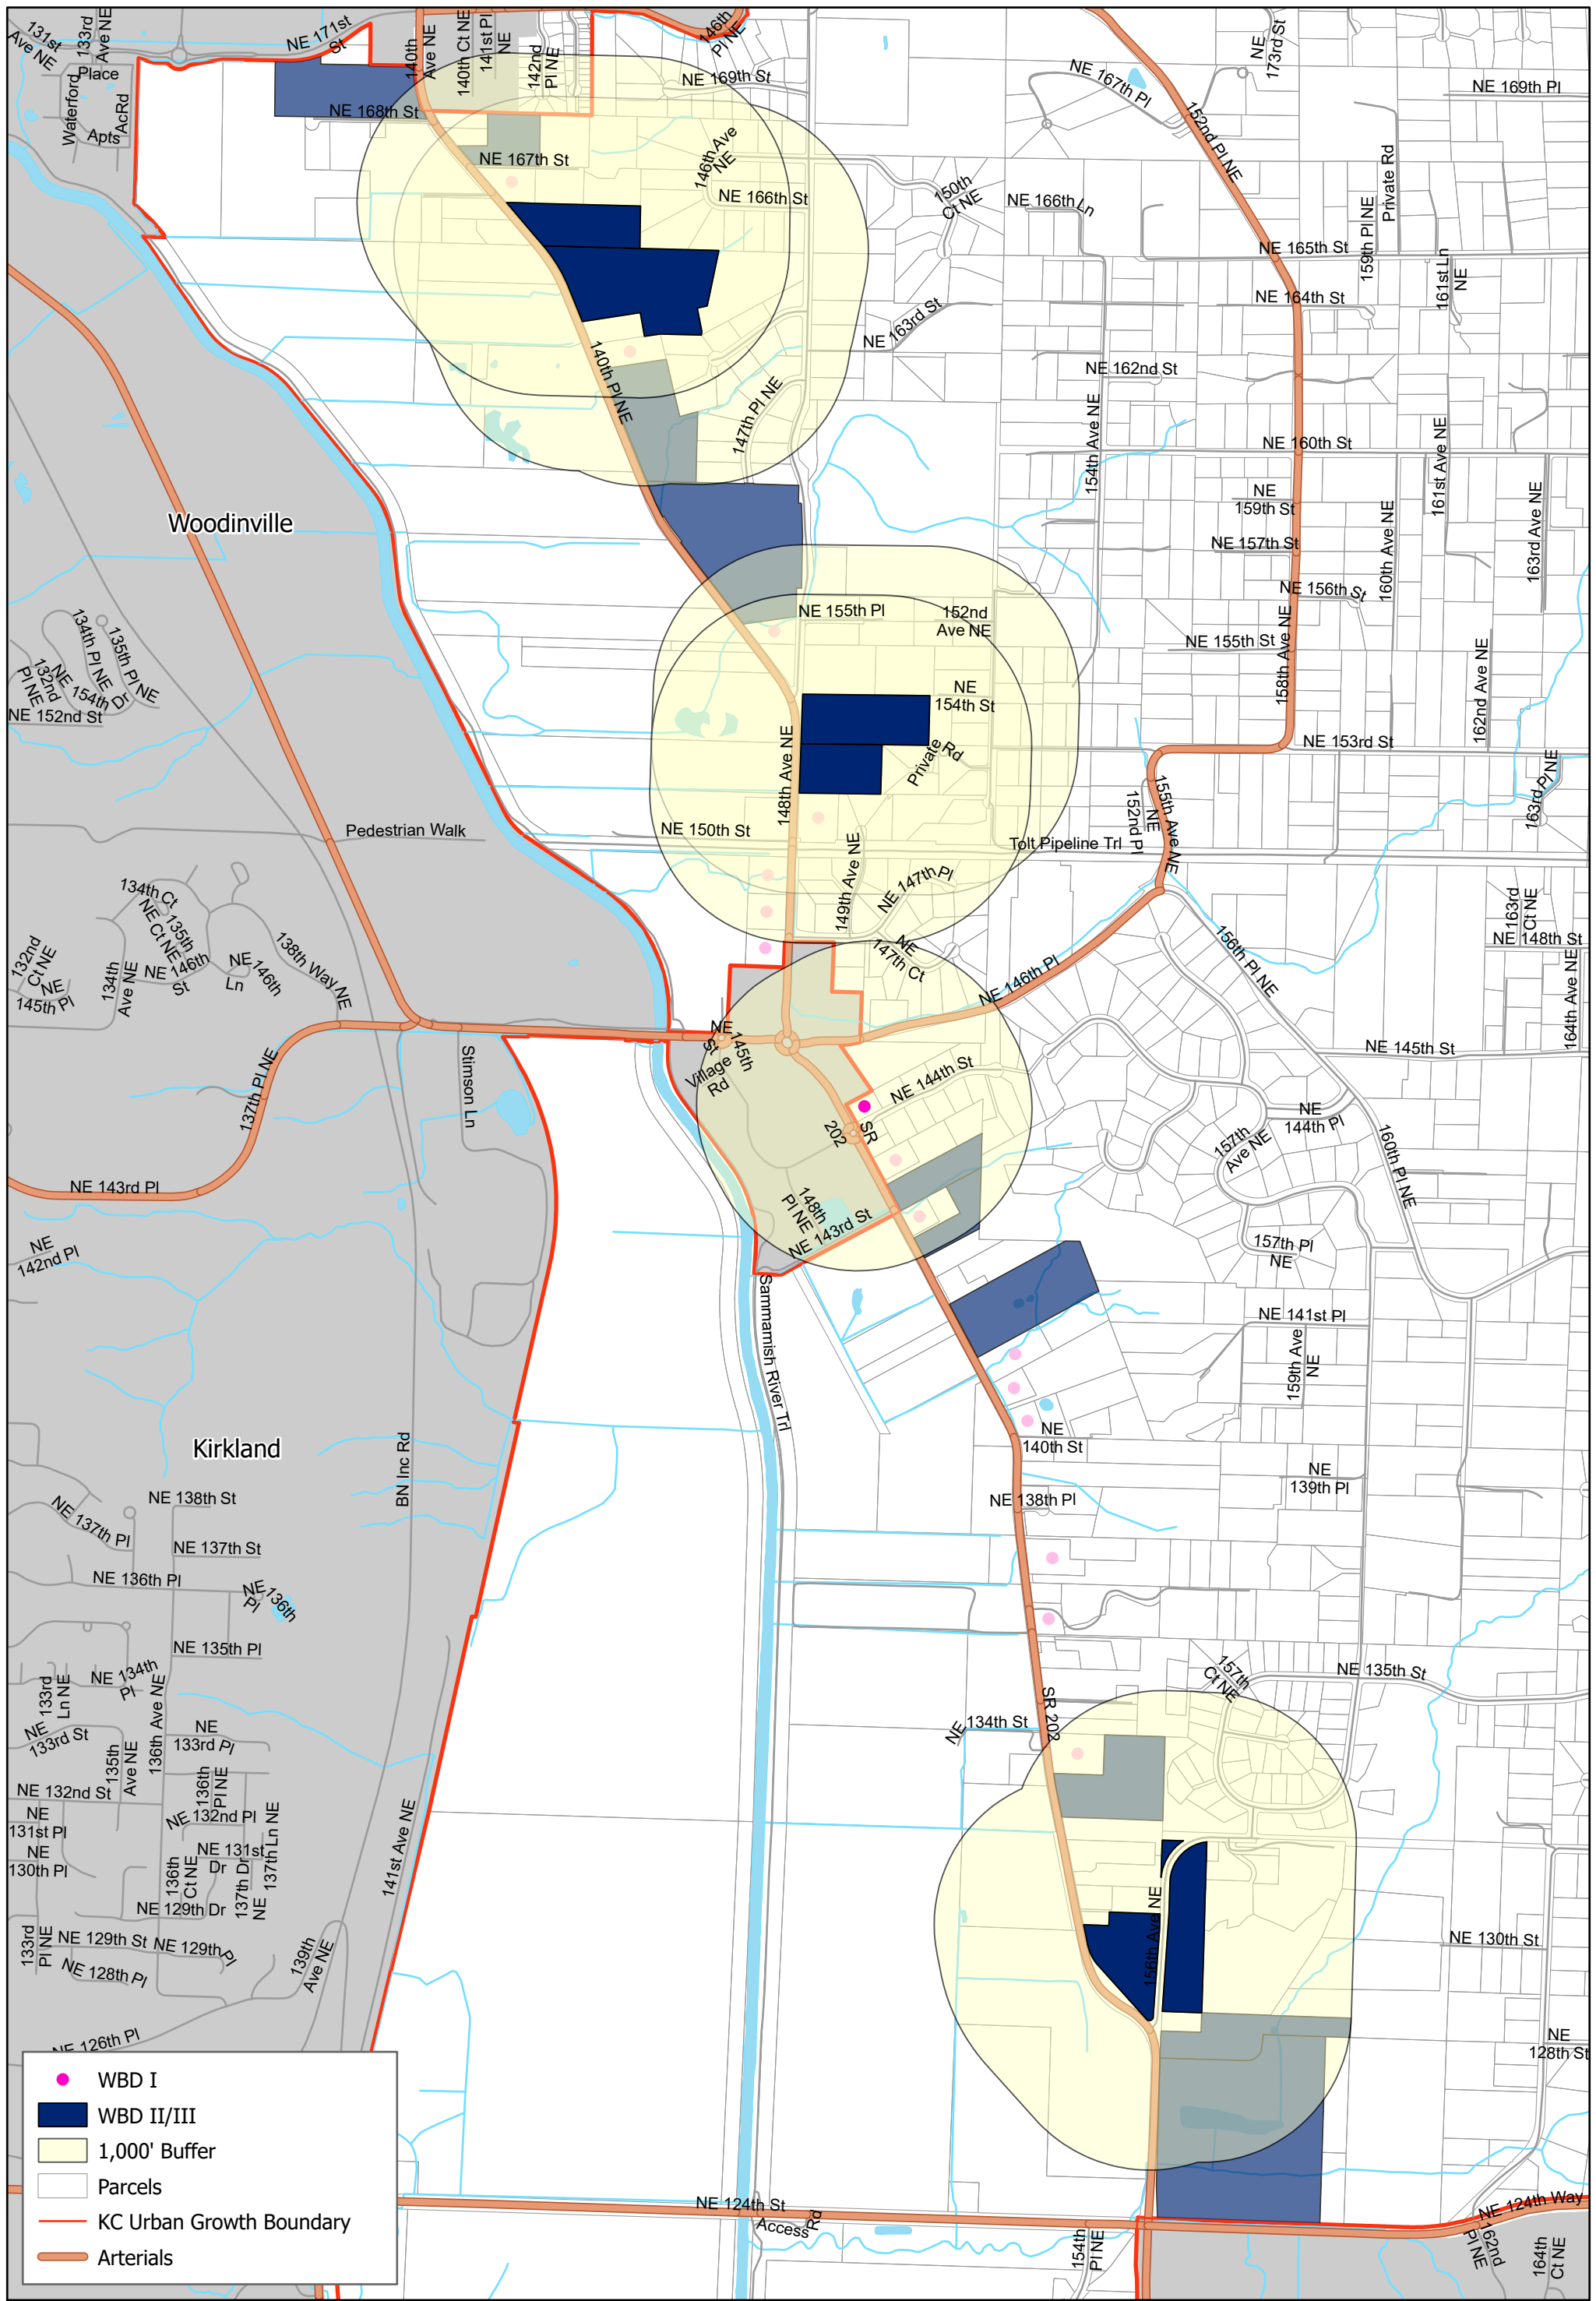 131st
Ave NE
133rd
Ave NE
NE 171st
St
140th
Ave NE
140th Ct NE
141st Pl
NE
142nd
Pl NE
146th
Pl NE
NE
173rd St
Place
Waterford
AcRd
Apts
NE 168th St
NE 169th St
NE 167th Pl
152nd Pl NE
NE 169th Pl
NE 167th St
146th Ave
NE
NE 166th St
150th
Ct NE
NE 166th Ln
Private Rd
159th Pl NE
NE 165th St
161st Ln
NE
NE 164th St
NE 163rd St
140th Pl NE
NE 162nd St
147th Pl NE
154th Ave NE
NE 160th St
161st Ave NE
NE
159th St
163rd Ave NE
160th Ave NE
Woodinville
NE 157th St
NE 156th St
NE 155th Pl
152nd
Ave NE
NE 155th St
158th Ave NE
162nd Ave NE
134th Pl NE
135th Pl NE
132nd
Pl NE
NE 154th Dr
NE 152nd St
NE
154th St
148th Ave NE
Private Rd
NE 153rd St
163rd Pl NE
155th Ave NE
152nd Pl
NE
Pedestrian Walk
NE 150th St
149th Ave NE
Tolt Pipeline Trl
NE 147th Pl
134th Ct
NE
135th
Ct NE
132nd
Ct NE
NE
145th Pl
134th
Ave NE
NE 146th
St
NE 146th
Ln
138th Way NE
NE
147th Ct
163rd
Ct NE
NE 148th St
156th Pl NE
164th Ave NE
NE 146th Pl
NE 145th
St
Village
Rd
NE 145th St
137th Pl NE
Stimson Ln
NE 144th St
SR
202
NE
144th Pl
157th
Ave NE
160th Pl NE
NE 143rd Pl
148th
Pl NE
NE 143rd St
NE
142nd Pl
157th Pl
NE
Sammamish River Trl
NE 141st Pl
159th Ave
NE
Kirkland
BN Inc Rd
NE
140th St
NE
139th Pl
NE 138th St
NE 138th Pl
NE 137th Pl
NE 137th St
NE 136th Pl
NE 136th
Pl
NE 135th Pl
NE 134th
Pl
133rd
Ln NE
136th Ave NE
157th
Ct NE
NE 135th St
NE
133rd St
NE
133rd Pl
135th
Ave NE
SR 202
NE 134th St
NE 132nd St
136th
Pl NE
NE 132nd Pl
NE
131st Pl
NE
130th Pl
NE 131st
Dr
137th Ln NE
136th
Ct NE
137th Dr
NE
141st Ave NE
NE 129th Dr
156th Ave NE
133rd
Pl NE
NE 129th St
NE 129th Pl
139th
Ave NE
NE 128th Pl
NE 130th St
NE 126th Pl
NE
128th St
WBD I
WBD II/III
1,000' Buffer
Parcels
KC Urban Growth Boundary
Arterials
NE 124th St
Access Rd
154th
Pl NE
NE 124th Way
162nd
Pl NE
164th
Ct NE